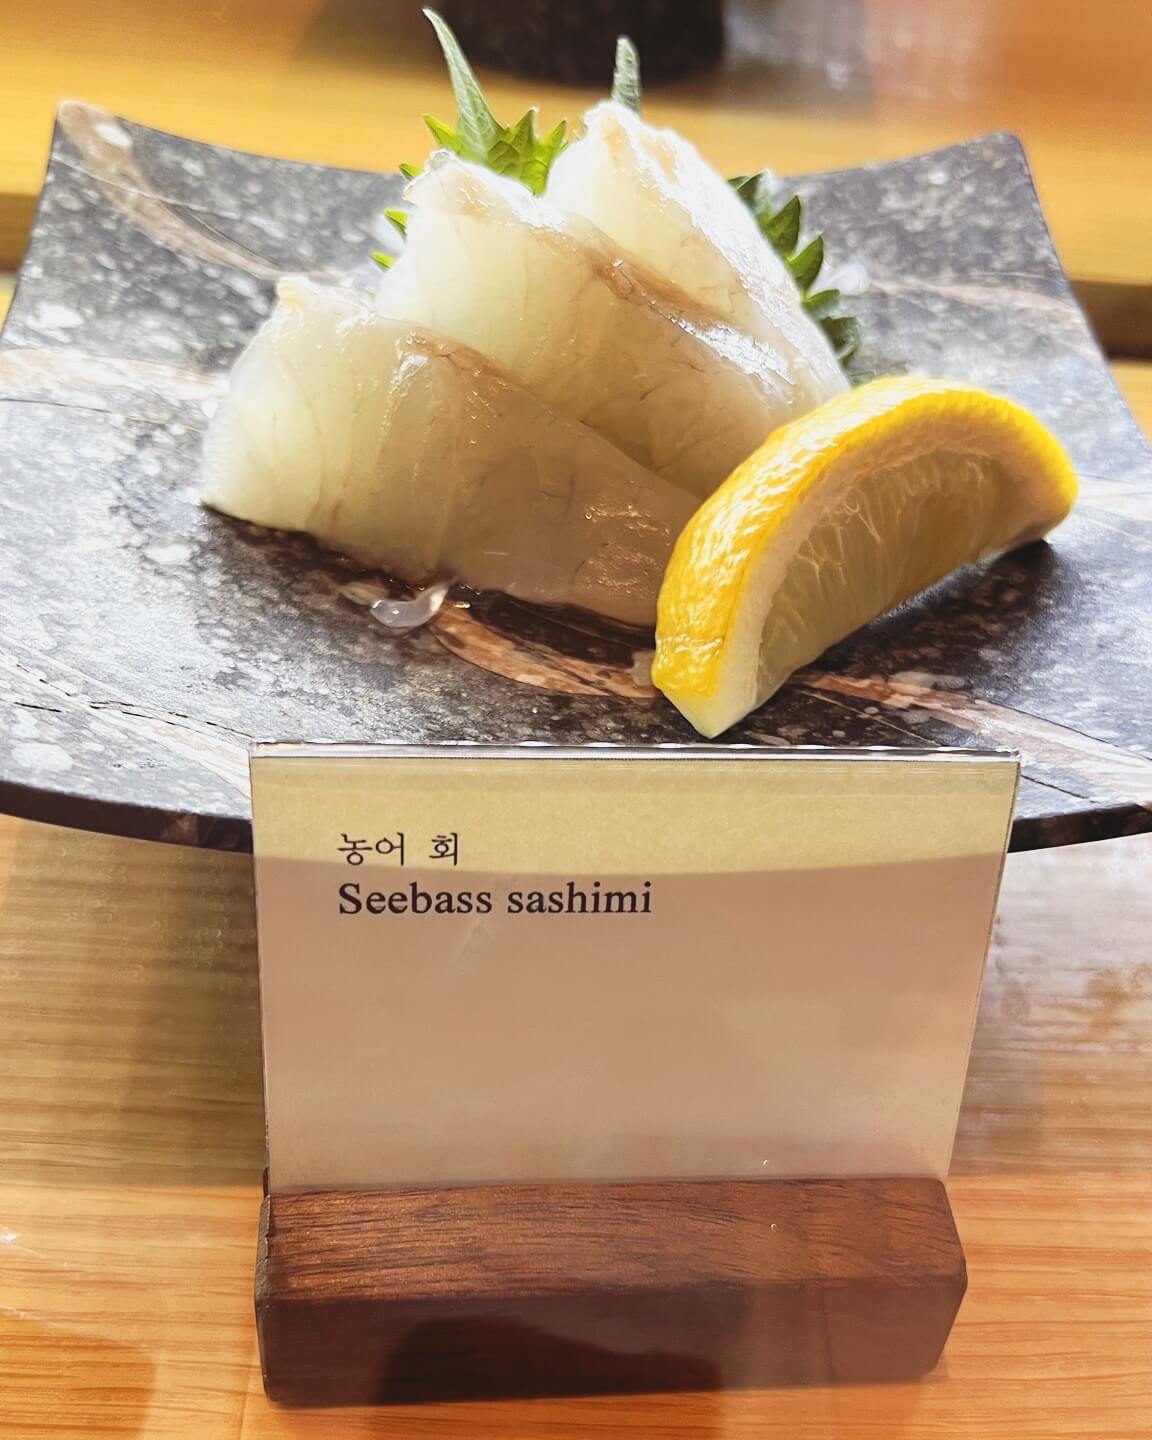 농어 회
Seebass sashimi